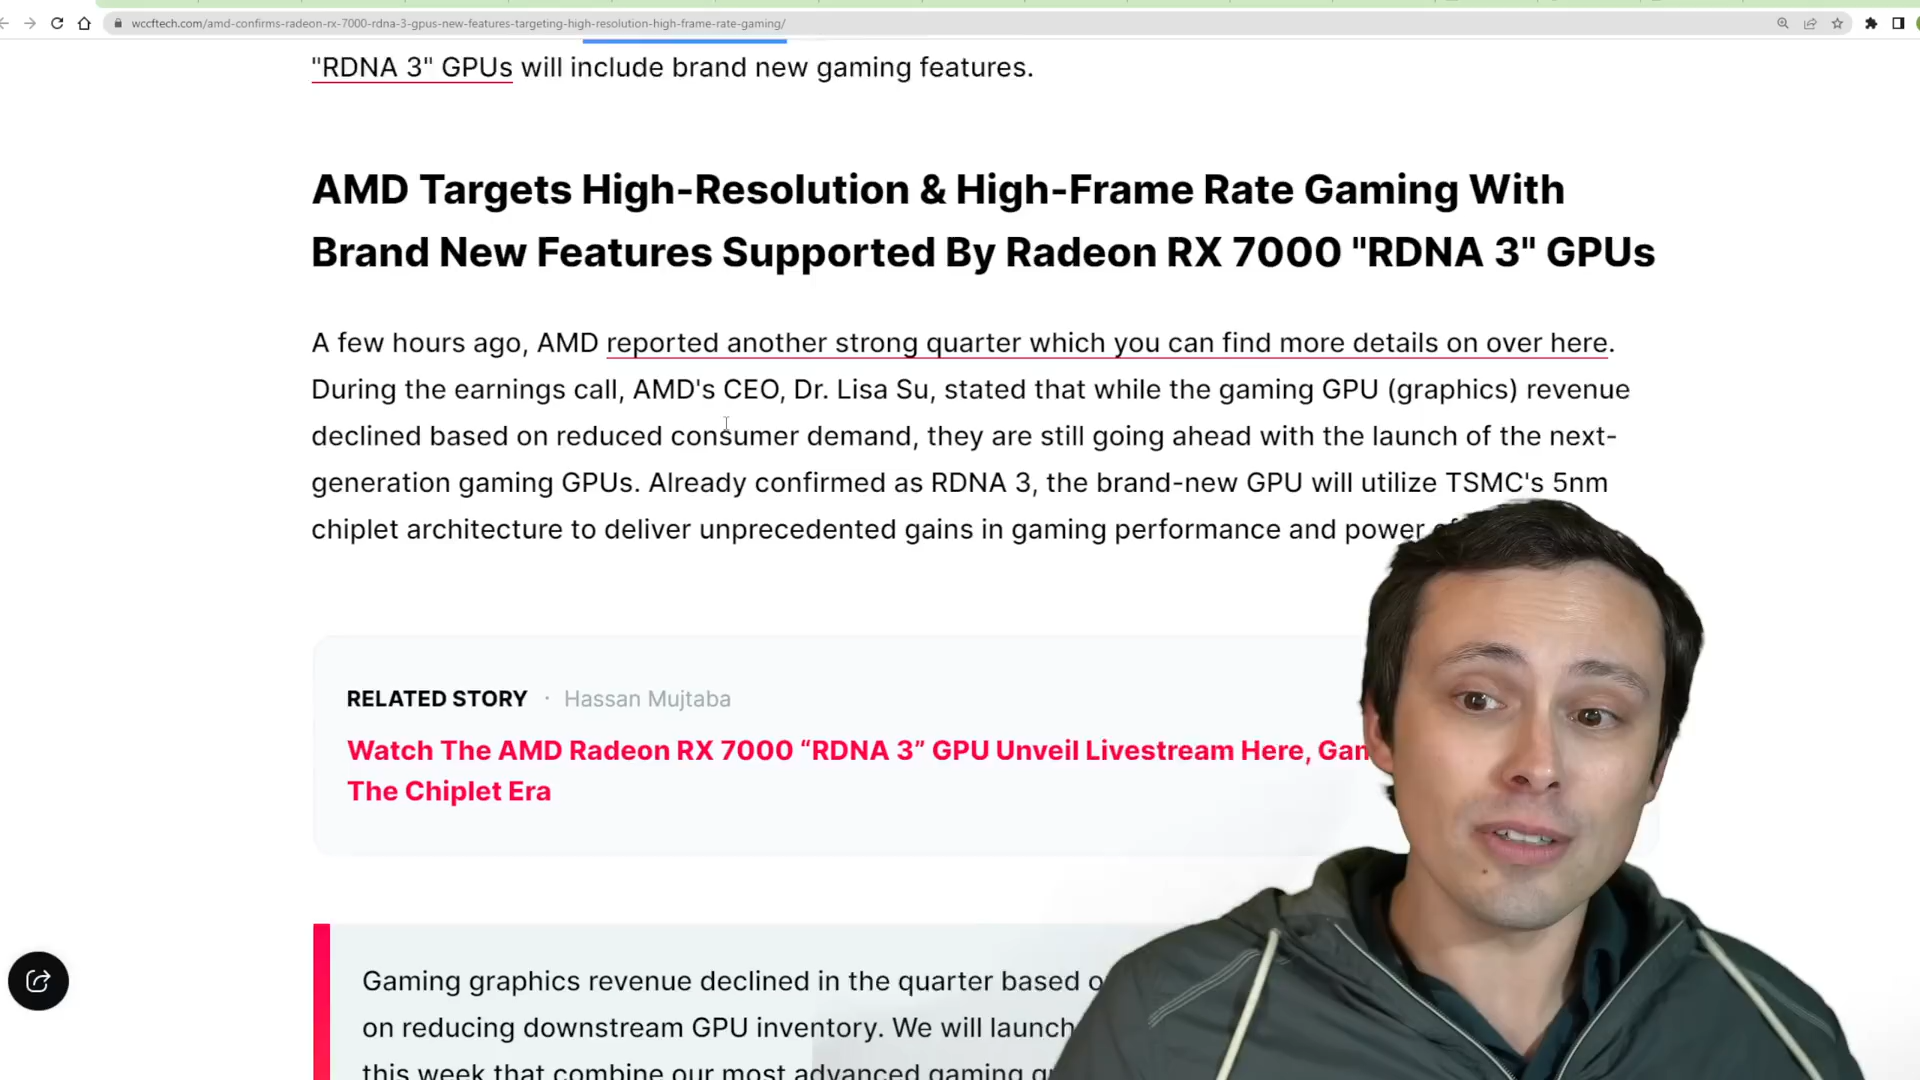 wccftech.com/amd-confirms-radeon-rx-7000-rdna-3-gpus-new-features-targeting-high-resolution-high-frame-rate-gaming/
"RDNA 3" GPUs will include brand new gaming features.
AMD Targets High-Resolution & High-Frame Rate Gaming With
Brand New Features Supported By Radeon RX 7000 "RDNA 3" GPUs
A few hours ago, AMD reported another strong quarter which you can find more details on over here.
During the earnings call, AMD's CEO, Dr. Lisa Su, stated that while the gaming GPU (graphics) revenue
declined based on reduced consumer demand, they are still going ahead with the launch of the next-
generation gaming GPUs. Already confirmed as RDNA 3, the brand-new GPU will utilize TSMC's 5nm
chiplet architecture to deliver unprecedented gains in gaming performance and power
RELATED STORY · Hassan Mujtaba
Watch The AMD Radeon RX 7000 “RDNA 3” GPU Unveil Livestream Here,
The Chiplet Era
Gaming graphics revenue declined in the quarter based
on reducing downstream GPU inventory. We will launch
this week that combine our most advanced gaming